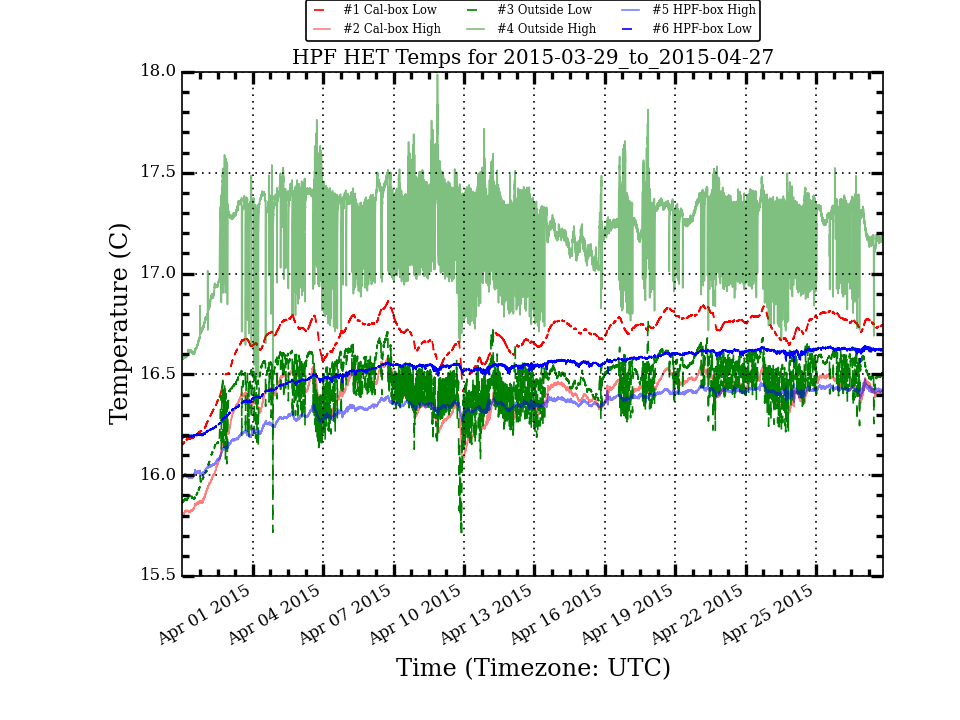 #1 Cal-box Low #3 Outside Low #5 HPF-box High
#2 Cal-box High #4 Outside High #6 HPF-box Low
HPF HET Temps for 2015-03-29_to_2015-04-27
18.0
17.5
17.0
16.5
16.0
15.5
Temperature (C)
Apr 01 2015 Apr 04 2015 Apr 07 2015 Apr 10 2015 Apr 13 2015 Apr 16 2015 Apr 19 2015 Apr 22 2015 Apr 25 2015
Time (Timezone: UTC)